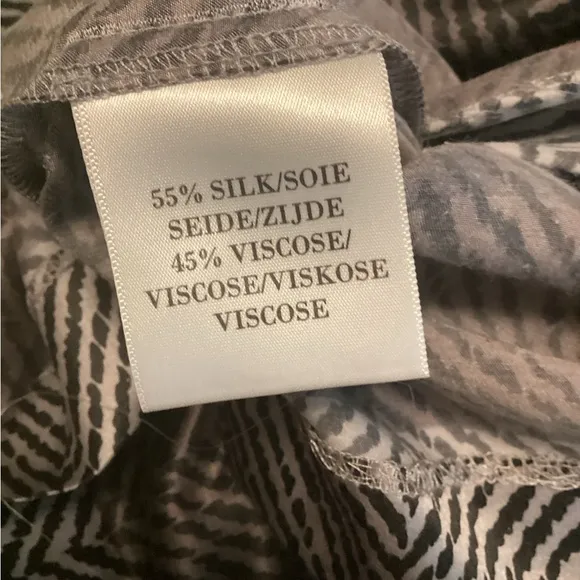 55% SILK/SOIE
SEIDE/ZIJDE
45% VISCOSE/
VISCOSE/VISKOSE
VISCOSE